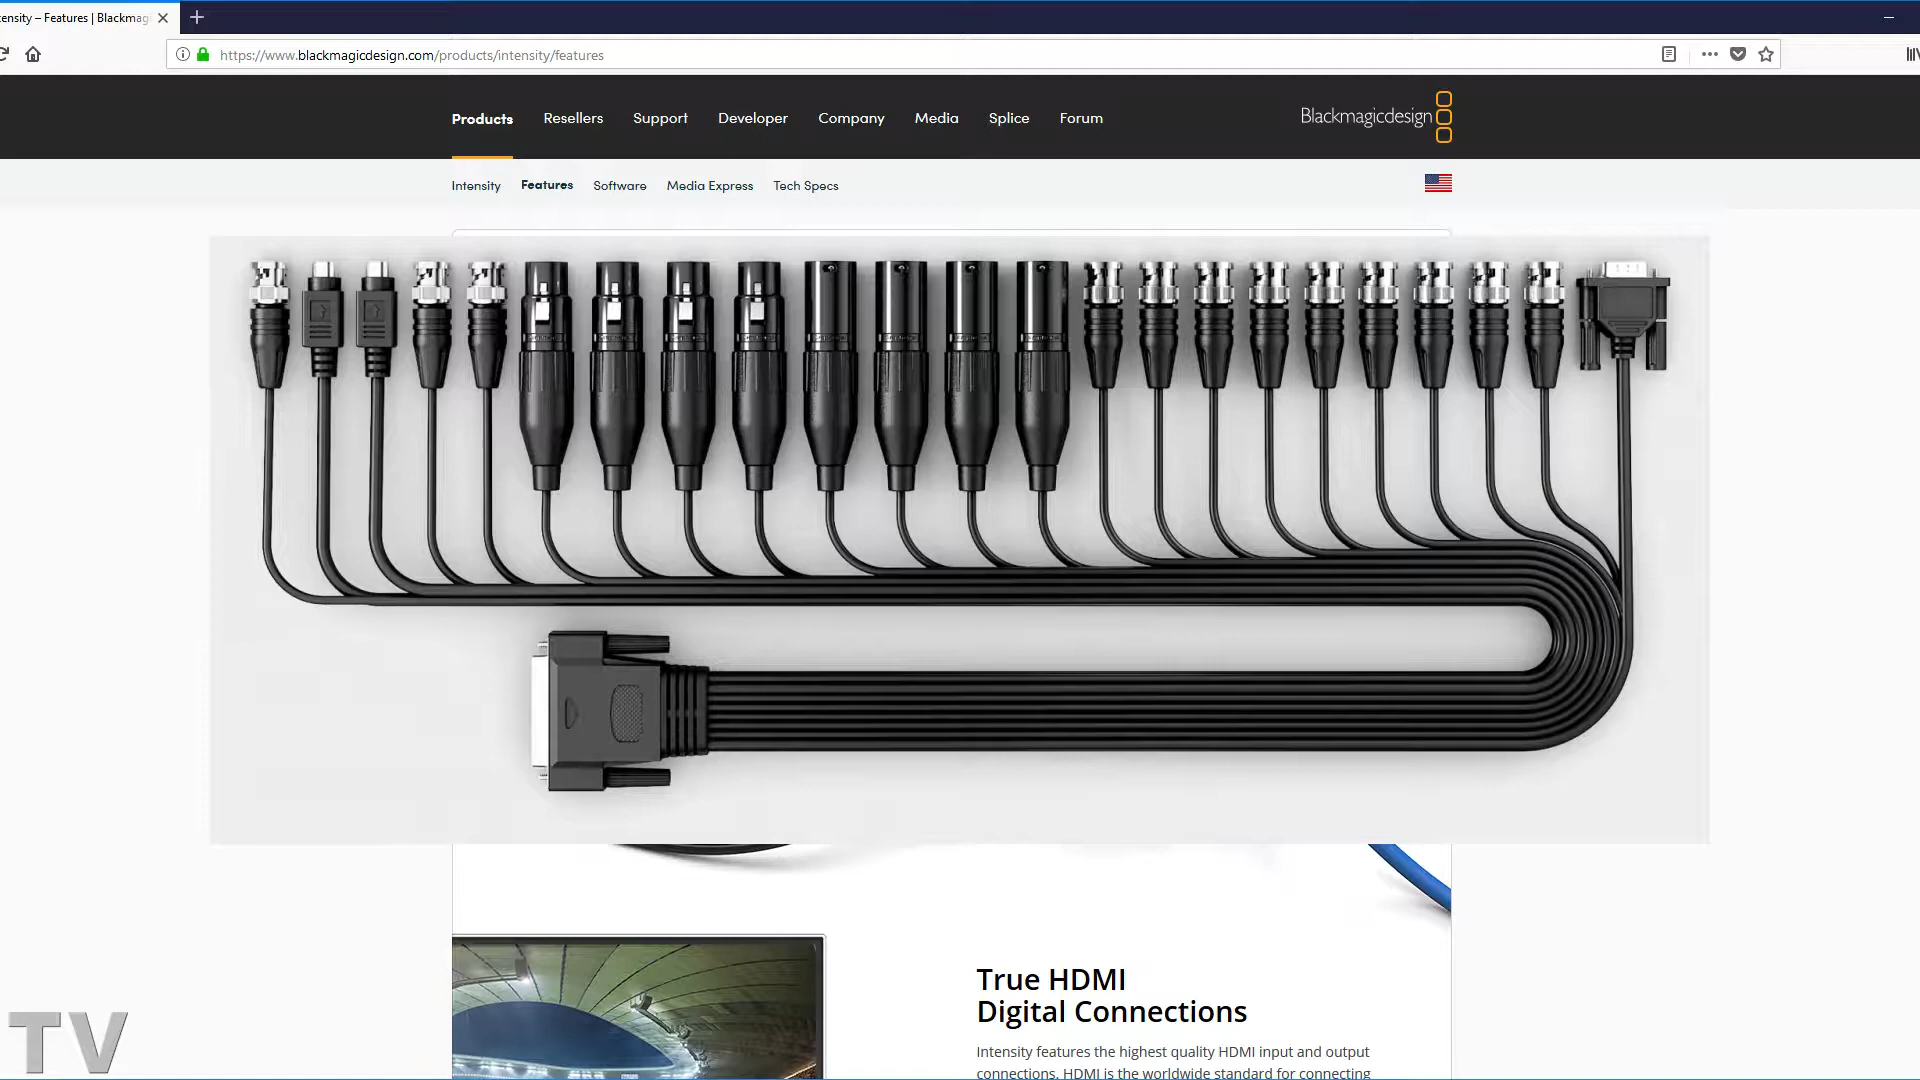 ensity – Features | Blackmag
https://www.blackmagicdesign.com/products/intensity/features
Products Resellers Support Developer Company Media Splice Forum
Blackmagicdesign
Intensity Features Software Media Express Tech Specs
True HDMI
Digital Connections
Intensity features the highest quality HDMI input and output
connections. HDMI is the worldwide standard for connecting
TV